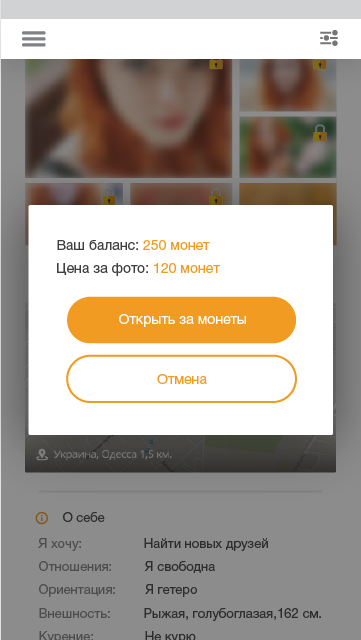 Ваш баланс: 250 монет
Цена за фото: 120 монет
Открыть за монеты
Отмена
Украина, Одесса 1,5 км.
О себе
Я хочу: Найти новых друзей
Отношения: Я свободна
Ориентация: Я гетеро
Внешность: Рыжая, голубоглазая,162 см.
Курение: Не курю